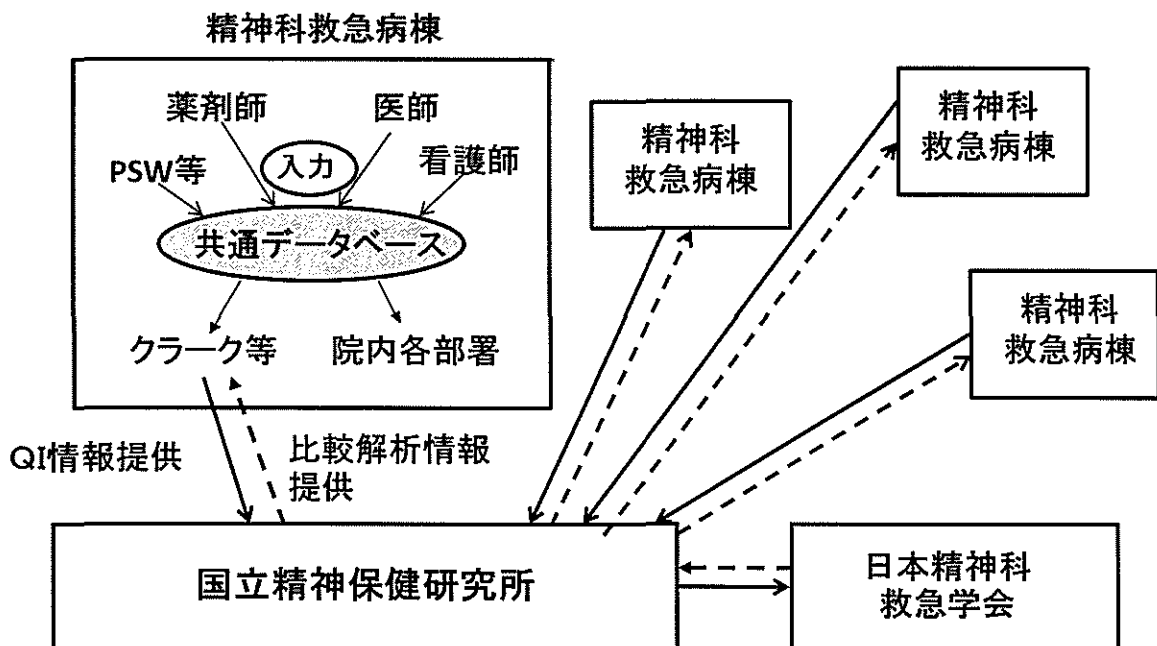 精神科救急病棟
薬剤師
医師
PSW等
入力
看護師
共通データベース
クラーク等
院内各部署
QI情報提供
比較解析情報
提供
精神科
救急病棟
精神科
救急病棟
精神科
救急病棟
国立精神保健研究所
日本精神科
救急学会